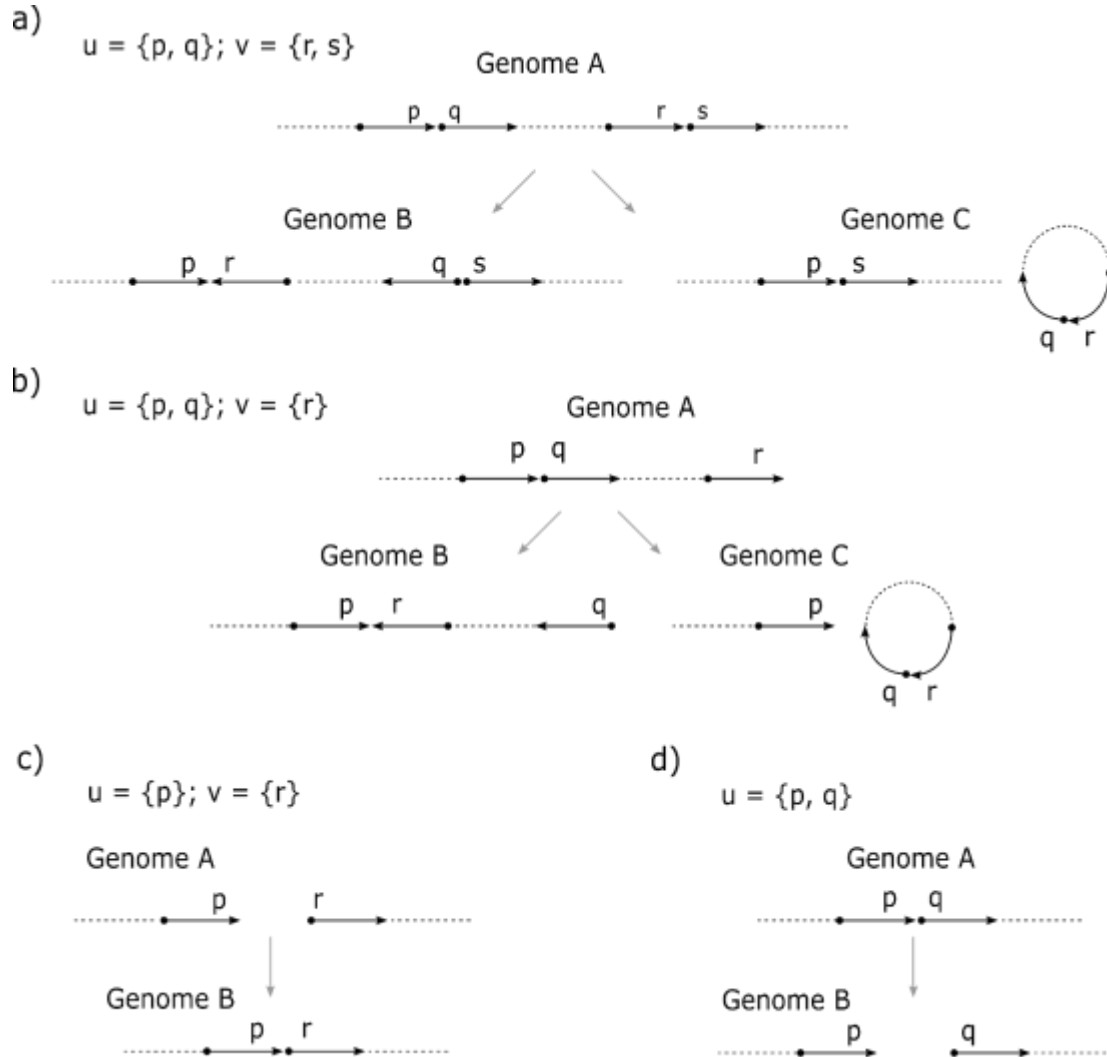 a)
u = {p, q}; v = {r, s}
Genome A
p q r s
Genome B Genome C
p r q s p s
q r
b)
u = {p, q}; v = {r}
Genome A
p q r
Genome B Genome C
p r q p
q r
c) d)
u = {p}; v = {r} u = {p, q}
Genome A Genome A
p r p q
Genome B Genome B
p r p q